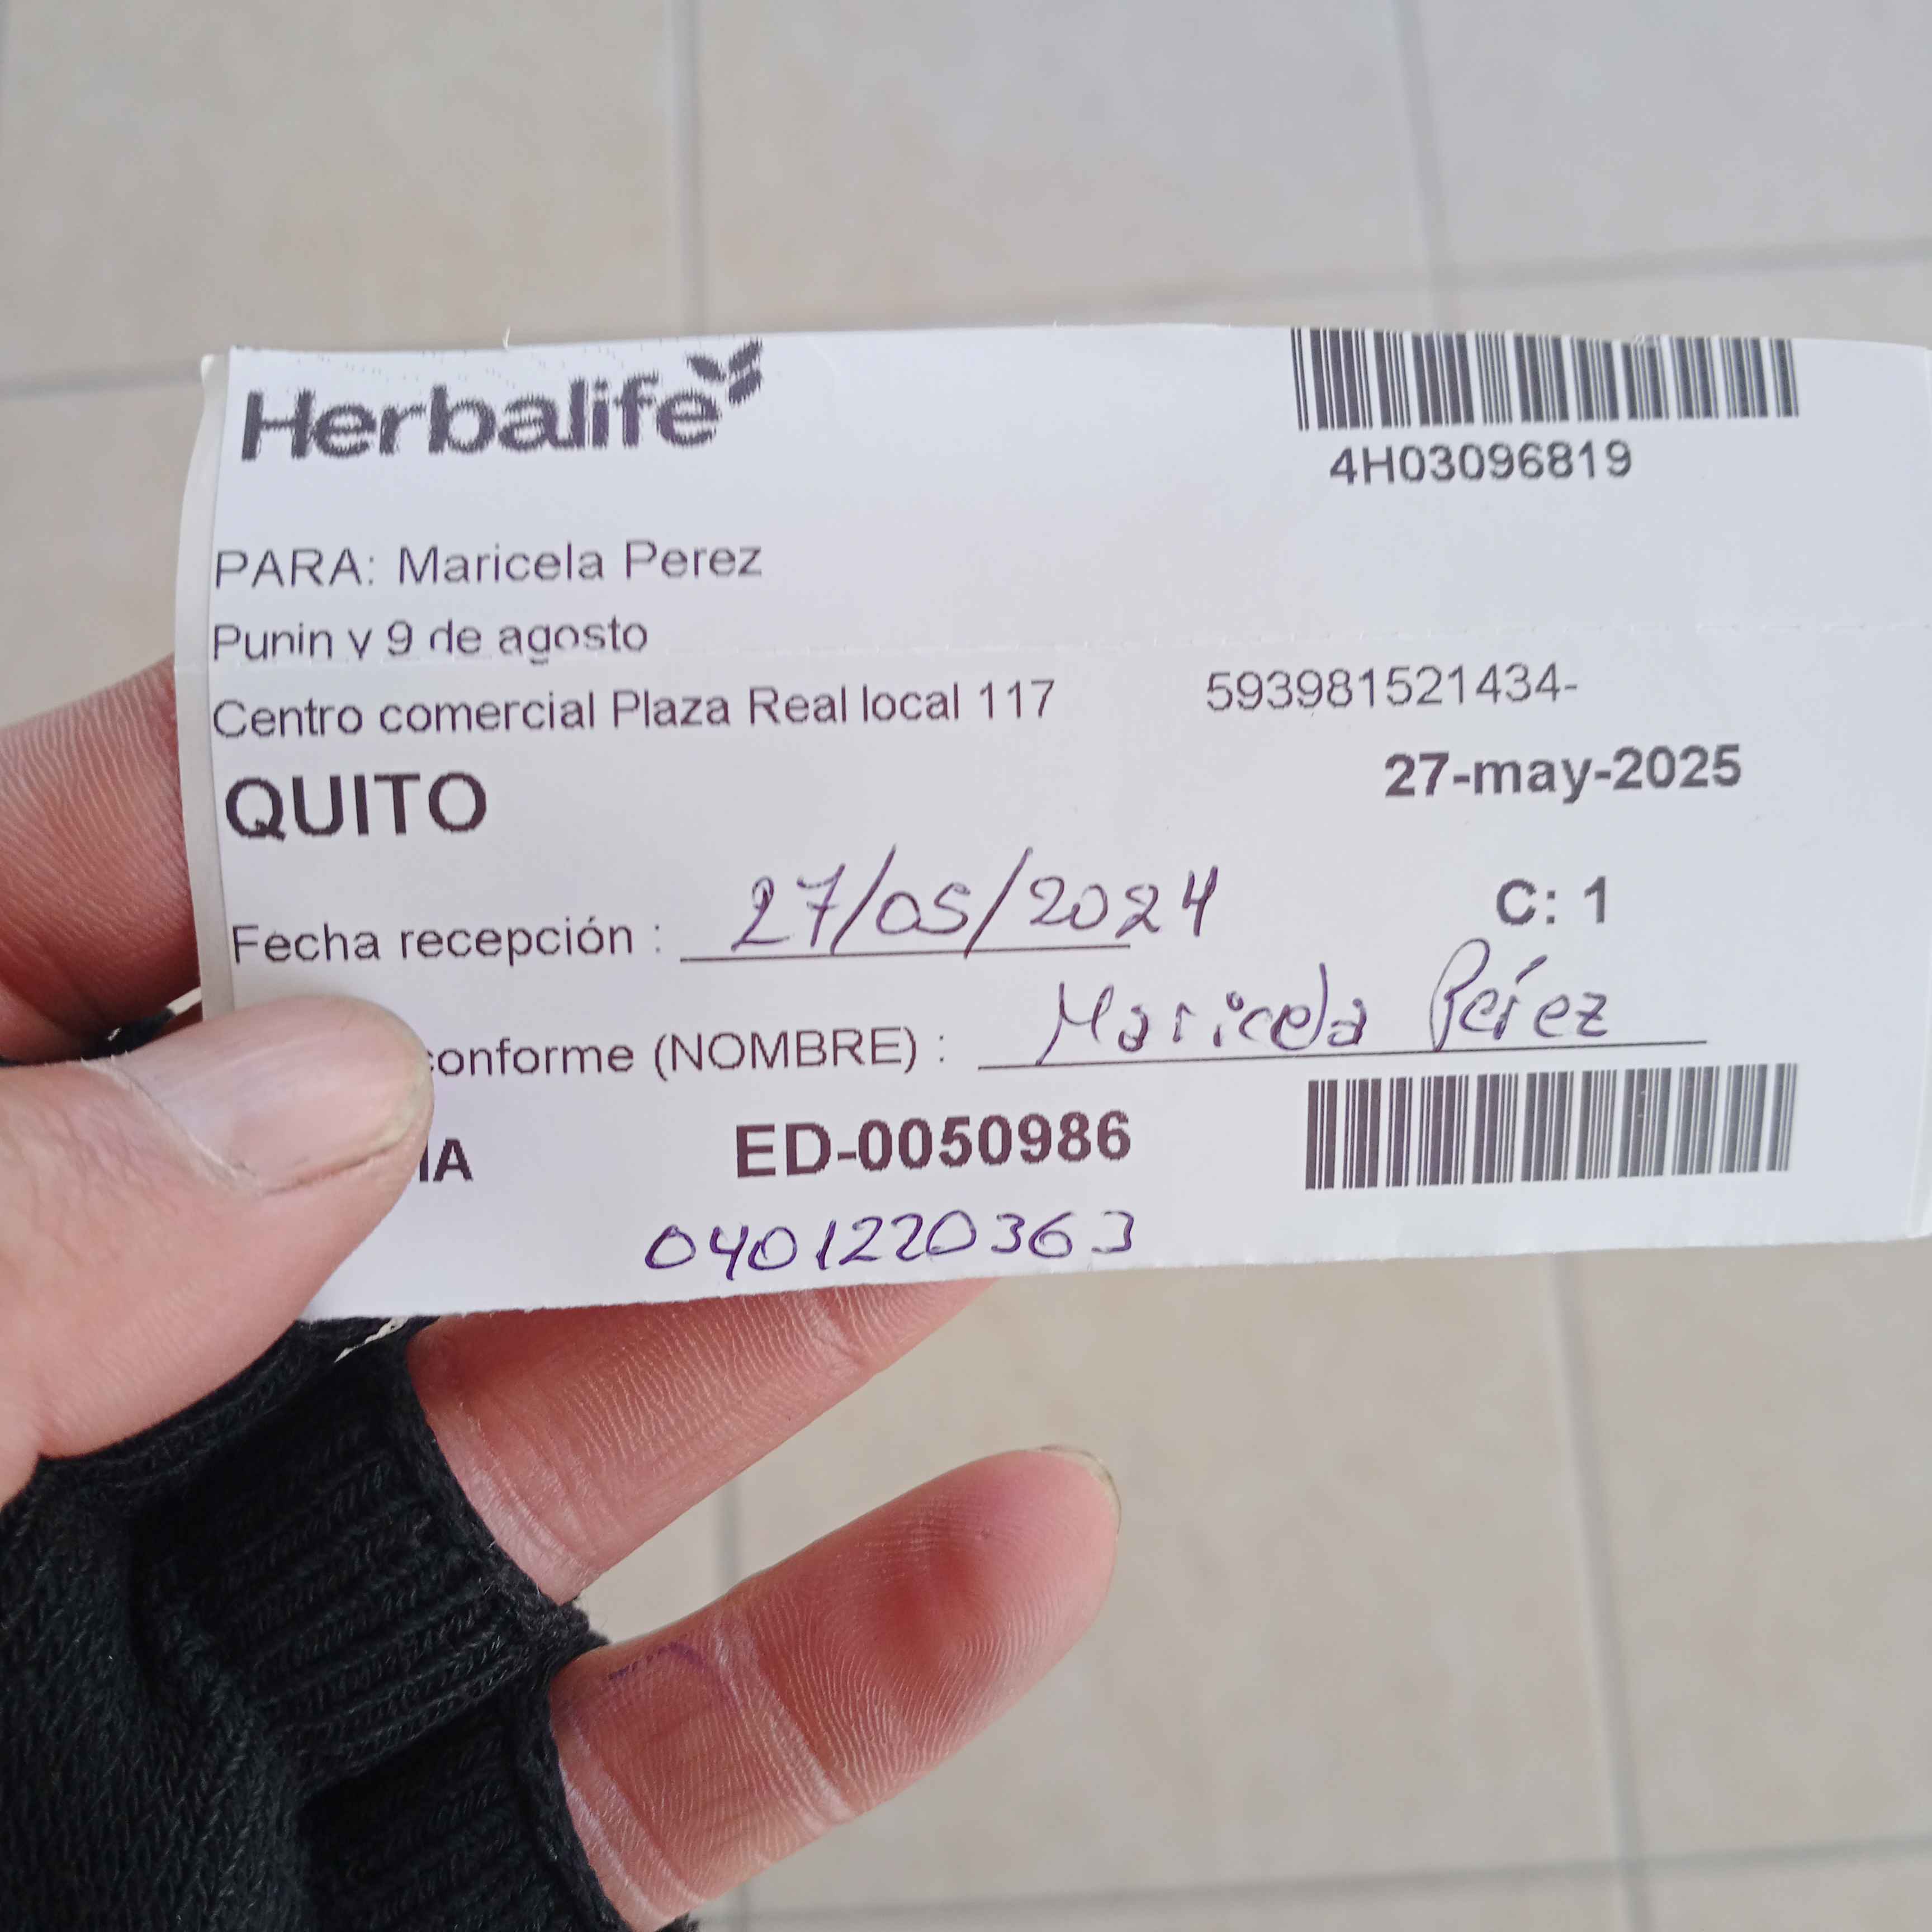 Herbalife
4H03096819
PARA: Maricela Perez
Punin y 9 de agosto
Centro comercial Plaza Real local 117 593981521434-
QUITO 27-may-2025
Fecha recepción : 27/05/2024 C: 1
conforme (NOMBRE) : Maricela Pérez
IA ED-0050986
0401220363